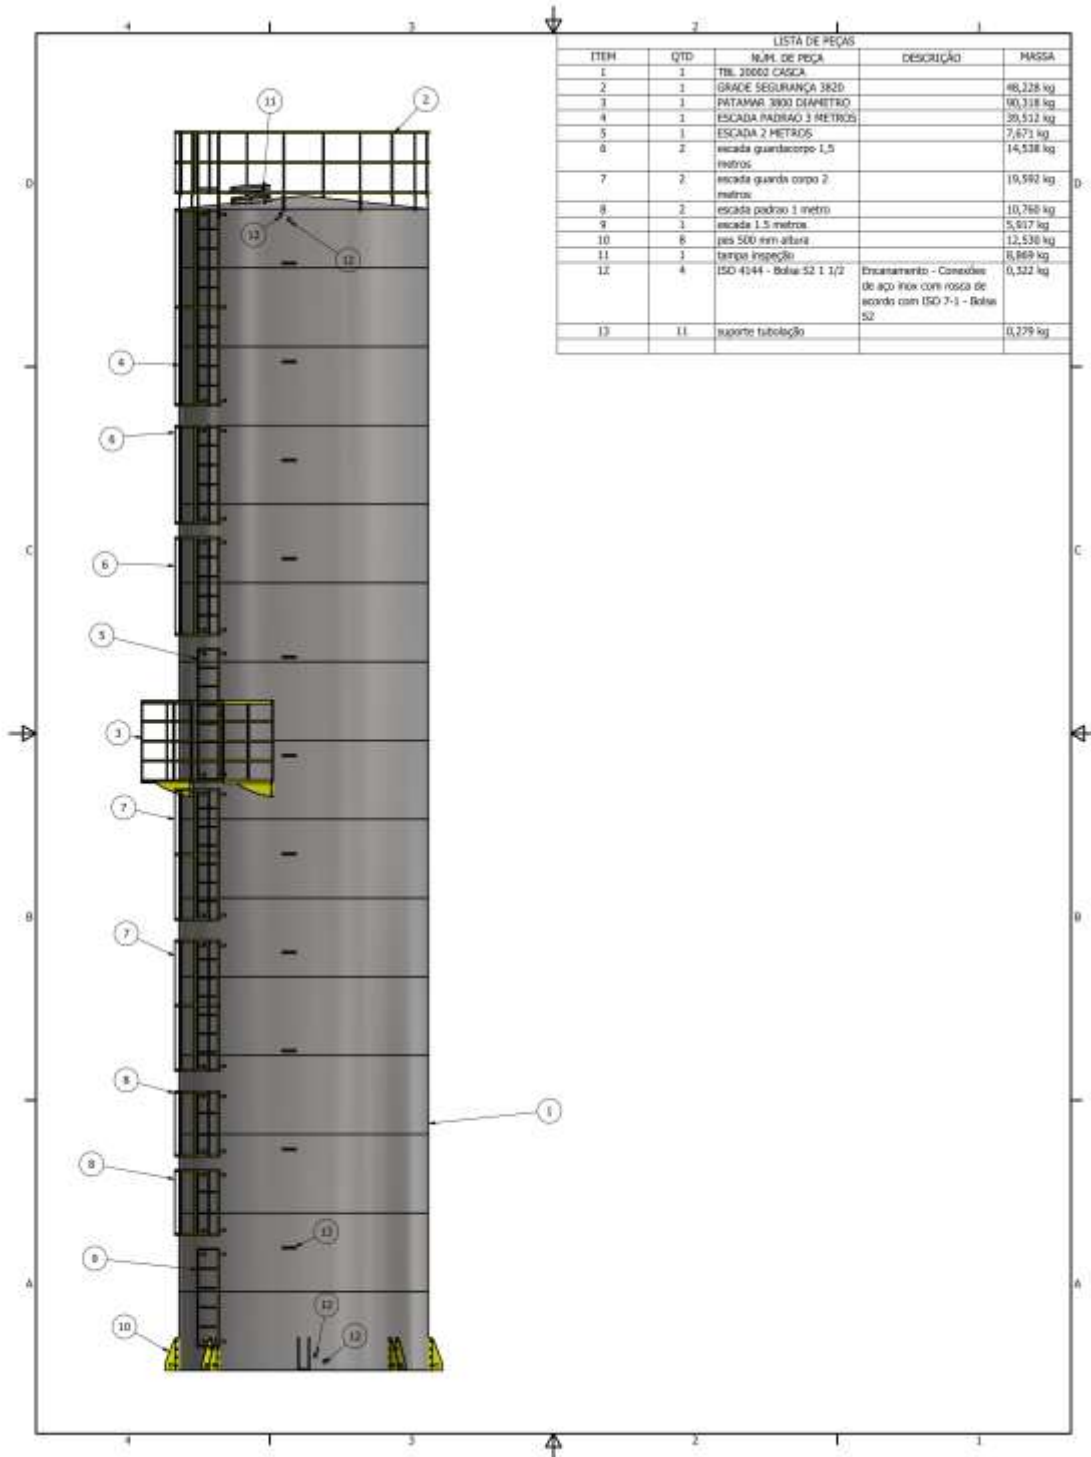 4
3
2
1
LISTA DE PEÇAS
ITEM QTD NÚM. DE PEÇA DESCRIÇÃO MASSA
1 1 TBL 20002 CASCA
2 1 GRADE SEGURANÇA 3820 48,228 kg
3 1 PATAMAR 3800 DIAMETRO 90,318 kg
4 1 ESCADA PADRAO 3 METROS 39,512 kg
5 1 ESCADA 2 METROS 7,671 kg
6 2 escada guardacorpo 1,5 14,538 kg
metros
7 2 escada guarda corpo 2 19,592 kg
metros
8 2 escada padrao 1 metro 10,760 kg
9 1 escada 1.5 metros 5,917 kg
10 8 pes 500 mm altura 12,530 kg
11 1 tampa inspeção 8,869 kg
12 4 ISO 4144 - Bolsa S2 1 1/2 Encanamento - Conexões 0,322 kg
de aço inox com rosca de
acordo com ISO 7-1 - Bolsa
S2
13 11 suporte tubolação 0,279 kg
11
2
D
D
12
4
4
C
C
6
5
3
7
B
B
7
1
8
9
A
A
12
10
12
4
3
2
1